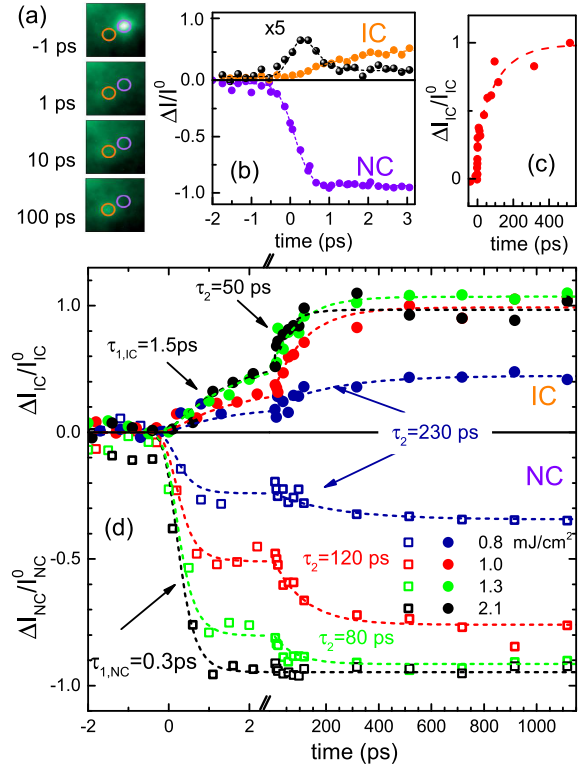 (a)
-1 ps
1 ps
10 ps
100 ps
x5
IC
ΔI/I⁰
0.5
0.0
-0.5
-1.0
(b)
NC
-2 -1 0 1 2 3
time (ps)
ΔI_IC/I⁰_IC
1
0
(c)
0 200 400
time (ps)
τ₂=50 ps
τ₁,IC=1.5ps
ΔI_IC/I⁰_IC
1.0
0.5
0.0
IC
τ₂=230 ps
NC
(d)
ΔI_NC/I⁰_NC
-0.5
-1.0
0.8 mJ/cm²
1.0
1.3
2.1
τ₂=120 ps
τ₂=80 ps
τ₁,NC=0.3ps
-2 0 200 400 600 800 1000
time (ps)